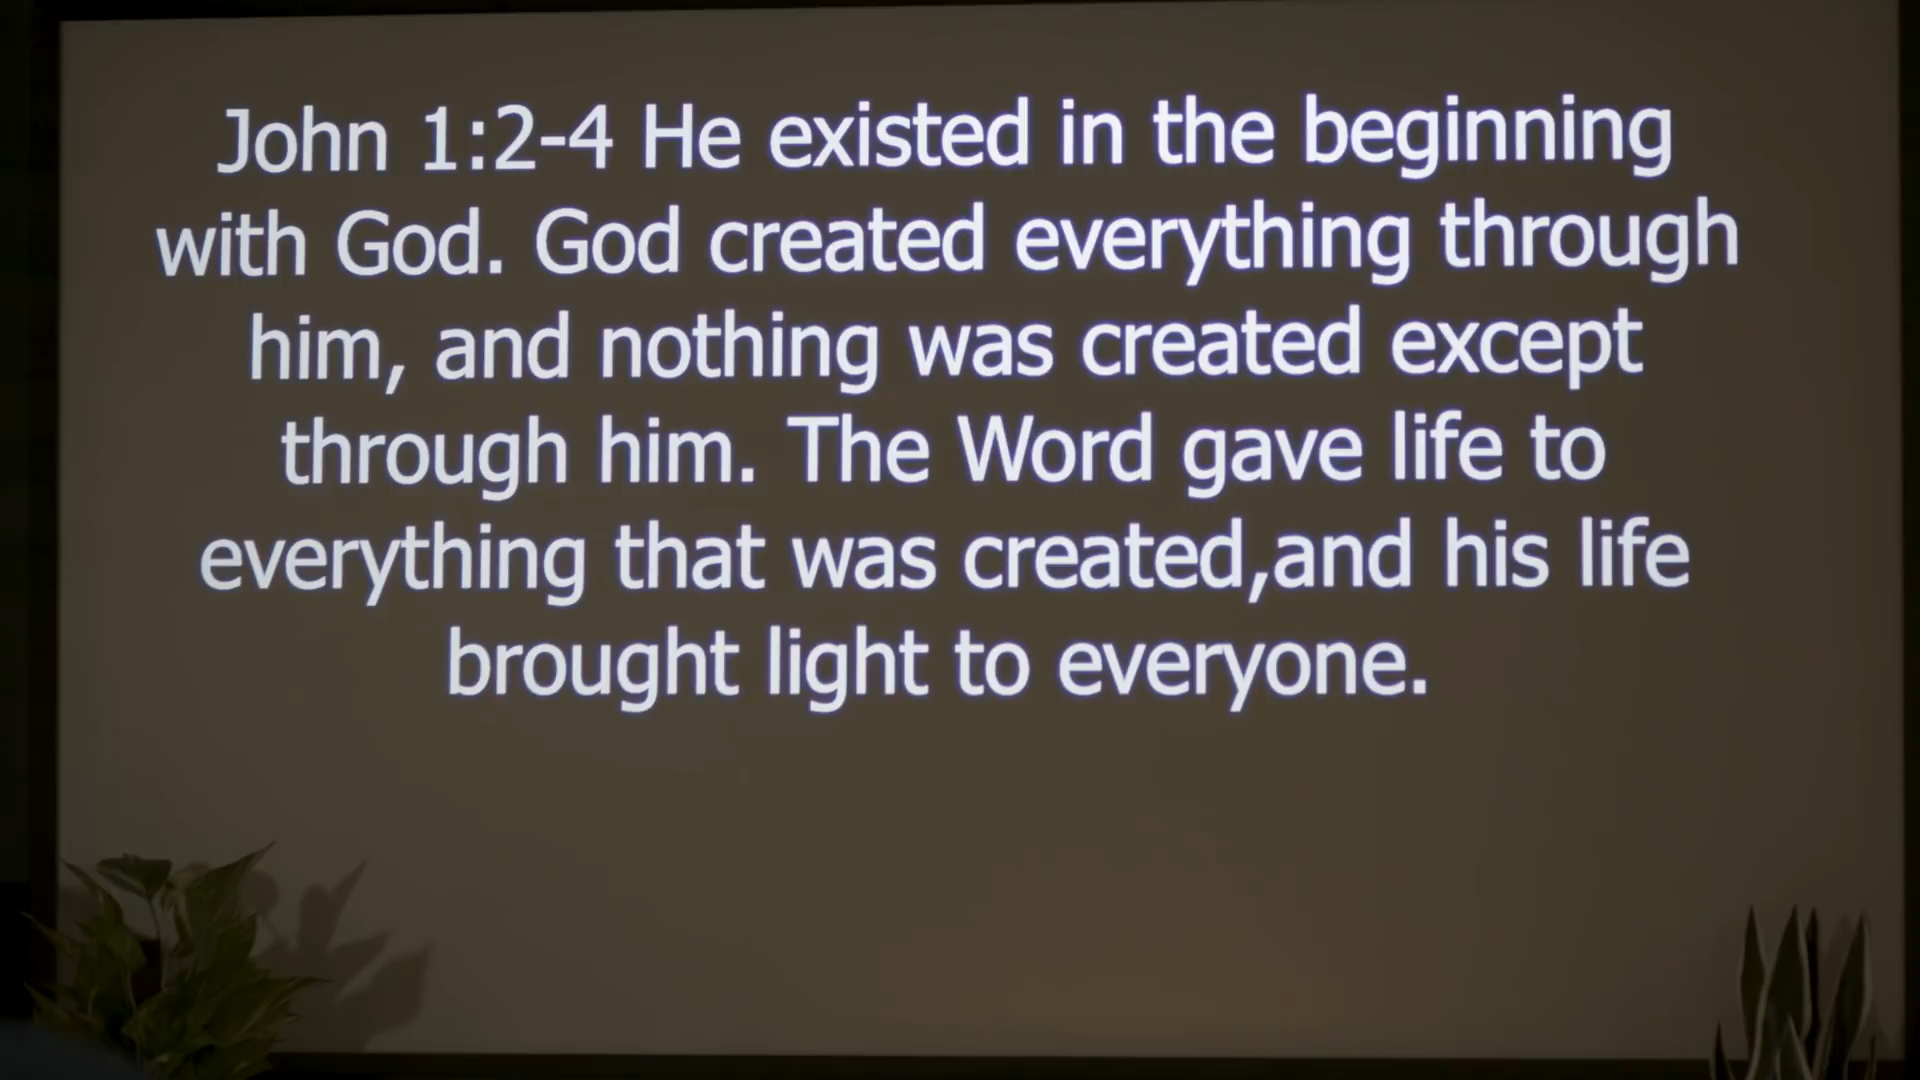 John 1:2-4 He existed in the beginning
with God. God created everything through
him, and nothing was created except
through him. The Word gave life to
everything that was created,and his life
brought light to everyone.